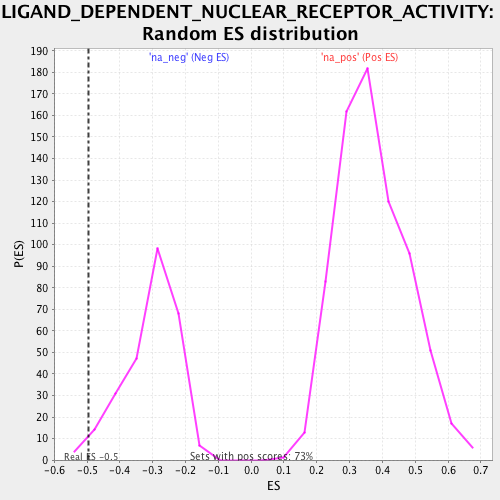 LIGAND_DEPENDENT_NUCLEAR_RECEPTOR_ACTIVITY:
Random ES distribution
'na_neg' (Neg ES)
'na_pos' (Pos ES)
190
180
170
160
150
140
130
120
110
100
90
80
70
60
50
40
30
20
10
0
P(ES)
Real ES -0.5
Sets with pos scores: 73%
-0.6 -0.5 -0.4 -0.3 -0.2 -0.1 0.0 0.1 0.2 0.3 0.4 0.5 0.6 0.7
ES